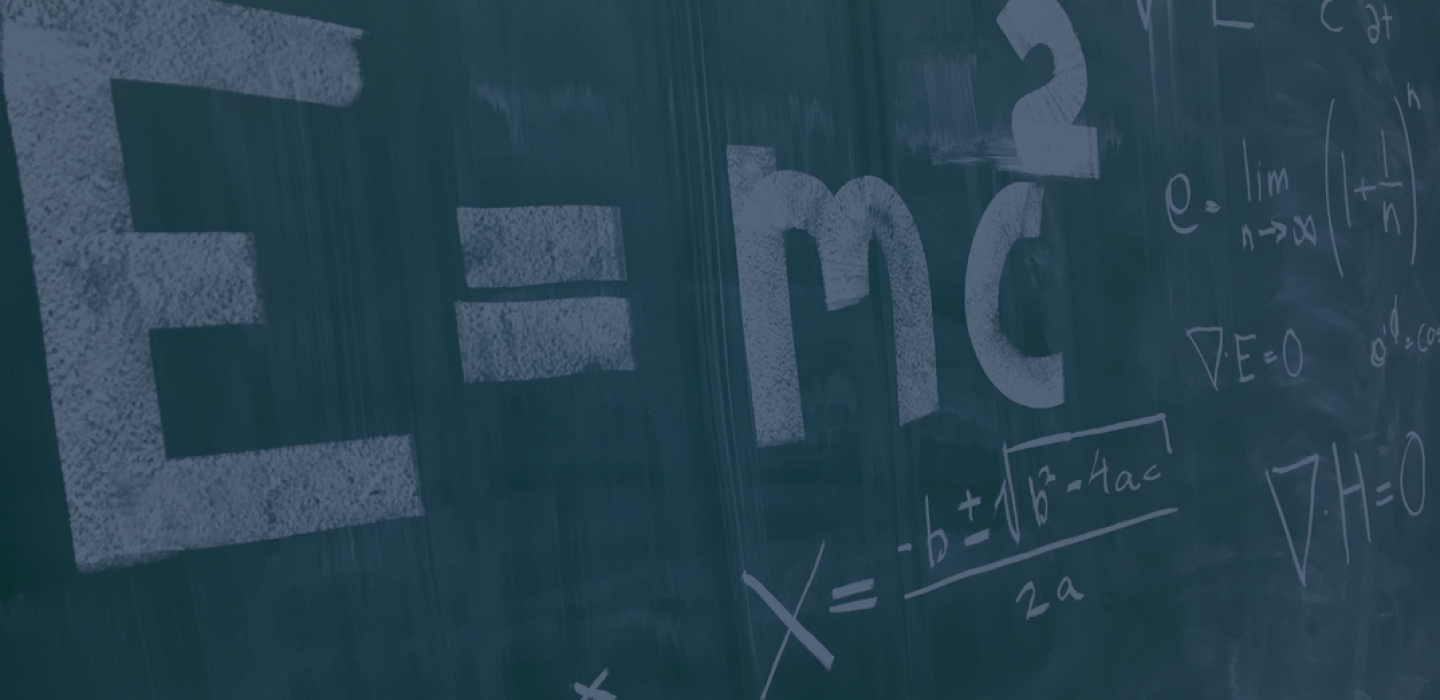 E = mc²
e = lim n→∞ (1 + 1/n)ⁿ
∇·E=0
x = -b ± √b² - 4ac / 2a
∇·H=0